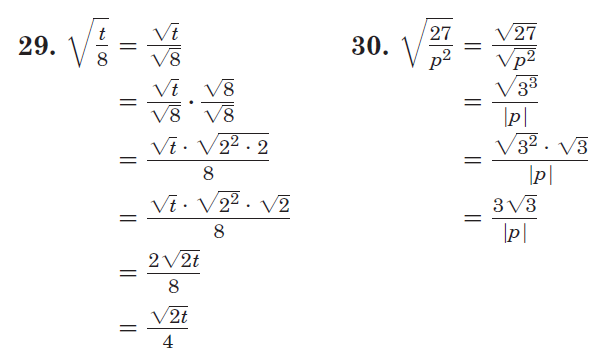 29. √(t/8) = √t/√8
= √t/√8 · √8/√8
= (√t · √(2² · 2))/8
= (√t · √(2²) · √2)/8
= 2√(2t)/8
= √(2t)/4
30. √(27/p²) = √27/√(p²)
= √(3³)/|p|
= (√(3²) · √3)/|p|
= 3√3/|p|